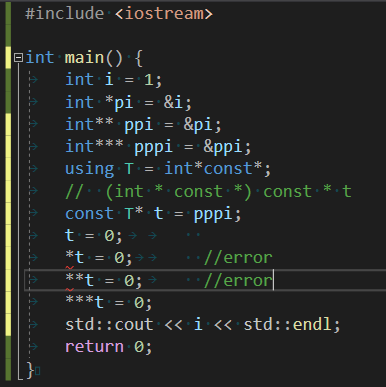 #include <iostream>
int main() {
int i = 1;
int *pi = &i;
int** ppi = &pi;
int*** pppi = &ppi;
using T = int*const*;
//  (int * const *) const * t
const T* t = pppi;
t = 0;
*t = 0; //error
**t = 0; //error
***t = 0;
std::cout << i << std::endl;
return 0;
}